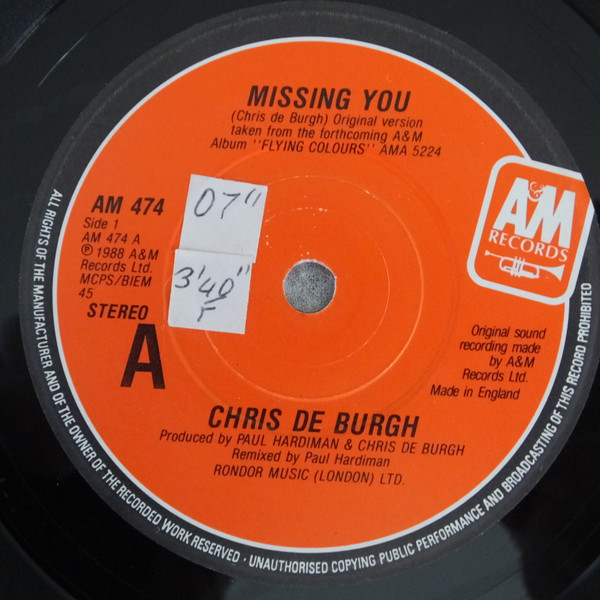 MISSING YOU
(Chris de Burgh) Original version
taken from the forthcoming A&M
Album "FLYING COLOURS" AMA 5224
AM 474
Side 1
AM 474 A
℗ 1988 A&M
Records Ltd.
MCPS/BIEM
45
STEREO
A
07"
3'40"
F
A&M
RECORDS
Original sound
recording made
by A&M
Records Ltd.
Made in England
CHRIS DE BURGH
Produced by PAUL HARDIMAN & CHRIS DE BURGH
Remixed by Paul Hardiman
RONDOR MUSIC (LONDON) LTD.
ALL RIGHTS OF THE MANUFACTURER AND OF THE OWNER OF THE RECORDED WORK RESERVED · UNAUTHORISED COPYING PUBLIC PERFORMANCE AND BROADCASTING OF THIS RECORD PROHIBITED